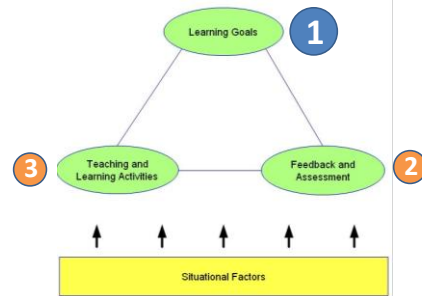 Learning Goals
1
3
Teaching and
Learning Activities
Feedback and
Assessment
2
Situational Factors